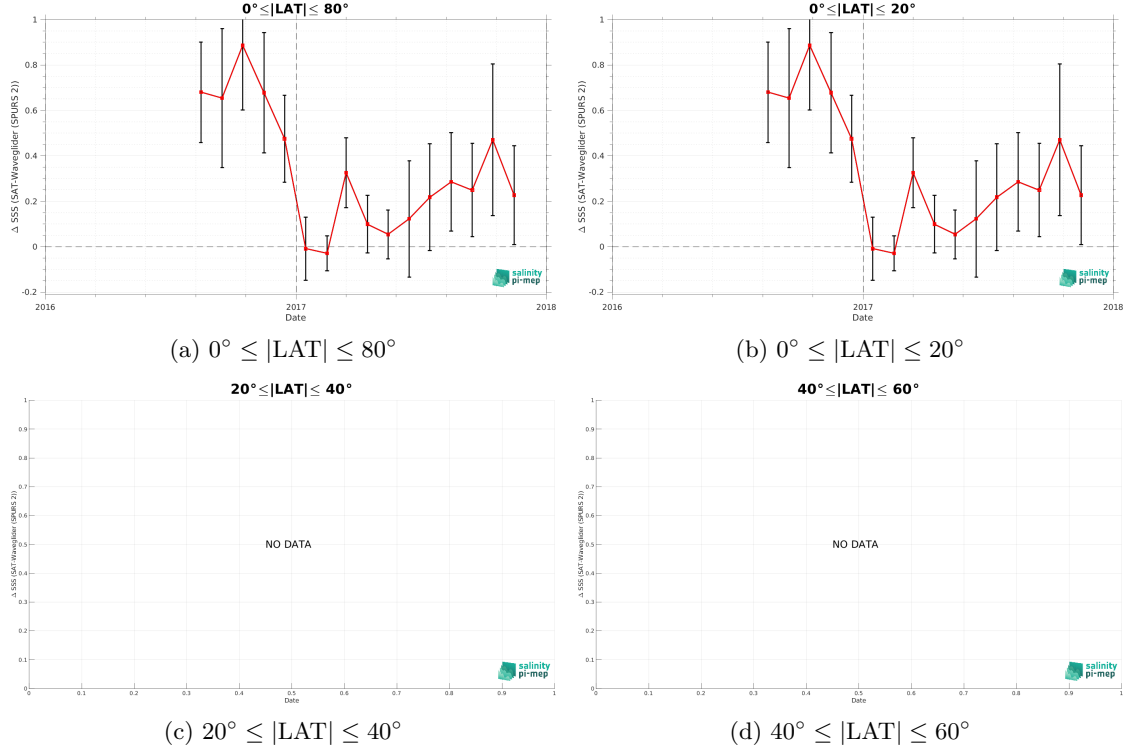 0°≤|LAT|≤ 80°
Δ SSS (SAT-Waveglider (SPURS 2))
1
0.8
0.6
0.4
0.2
0
-0.2
2016
2017
2018
Date
salinity
pi-mep
(a) 0° ≤ |LAT| ≤ 80°
0°≤|LAT|≤ 20°
Δ SSS (SAT-Waveglider (SPURS 2))
1
0.8
0.6
0.4
0.2
0
-0.2
2016
2017
2018
Date
salinity
pi-mep
(b) 0° ≤ |LAT| ≤ 20°
20°≤|LAT|≤ 40°
Δ SSS (SAT-Waveglider (SPURS 2))
1
0.9
0.8
0.7
0.6
0.5
0.4
0.3
0.2
0.1
0
NO DATA
0 0.1 0.2 0.3 0.4 0.5 0.6 0.7 0.8 0.9 1
Date
salinity
pi-mep
(c) 20° ≤ |LAT| ≤ 40°
40°≤|LAT|≤ 60°
Δ SSS (SAT-Waveglider (SPURS 2))
1
0.9
0.8
0.7
0.6
0.5
0.4
0.3
0.2
0.1
0
NO DATA
0 0.1 0.2 0.3 0.4 0.5 0.6 0.7 0.8 0.9 1
Date
salinity
pi-mep
(d) 40° ≤ |LAT| ≤ 60°